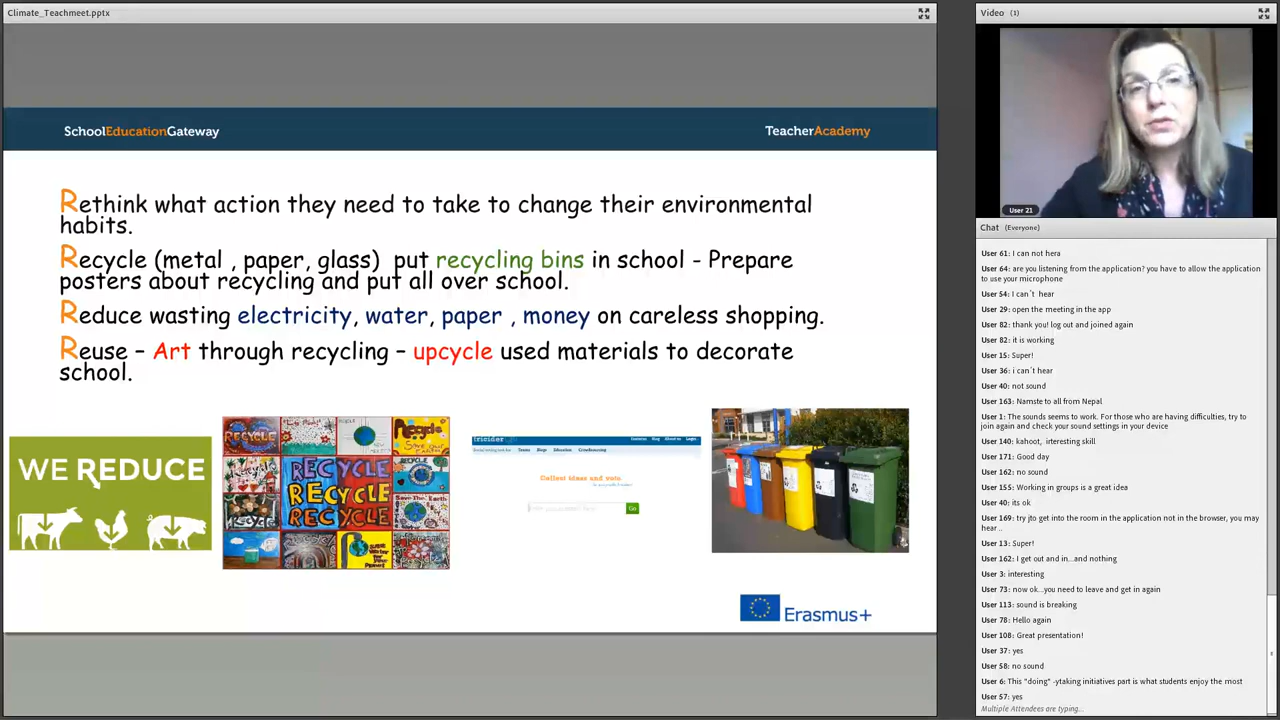 Climate_Teachmeet.pptx
SchoolEducationGateway
TeacherAcademy
Rethink what action they need to take to change their environmental
habits.
Recycle (metal , paper, glass)  put recycling bins in school - Prepare
posters about recycling and put all over school.
Reduce wasting electricity, water, paper , money on careless shopping.
Reuse – Art through recycling – upcycle used materials to decorate
school.
WE REDUCE
RECYCLE
Recycle
RECYCLE
RECYCLE
RECYCLE
tricider
Collect ideas and vote.
Go
Erasmus+
Video (1)
User 21
Chat (Everyone)
User 61: I can not hera
User 64: are you listening from the application? you have to allow the application
to use your microphone
User 54: I can´t hear
User 29: open the meeting in the app
User 82: thank you! log out and joined again
User 82: it is working
User 15: Super!
User 36: i can´t hear
User 40: not sound
User 163: Namste to all from Nepal
User 1: The sounds seems to work. For those who are having difficulties, try to
join again and check your sound settings in your device
User 140: kahoot, irteresting skill
User 171: Good day
User 162: no sound
User 155: Working in groups is a great idea
User 40: its ok
User 169: try jto get into the room in the application not in the browser, you may
hear ..
User 13: Super!
User 162: I get out and in...and nothing
User 3: interesting
User 73: now ok...you need to leave and get in again
User 113: sound is breaking
User 78: Hello again
User 108: Great presentation!
User 37: yes
User 58: no sound
User 6: This "doing" -ytaking initiatives part is what students enjoy the most
User 57: yes
Multiple Attendees are typing...